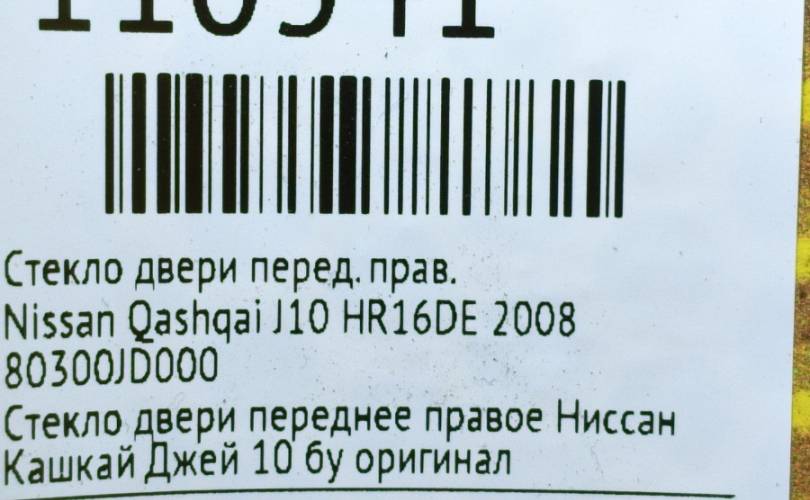 Стекло двери перед. прав.
Nissan Qashqai J10 HR16DE 2008
80300JD000
Стекло двери переднее правое Ниссан
Кашкай Джей 10 бу оригинал